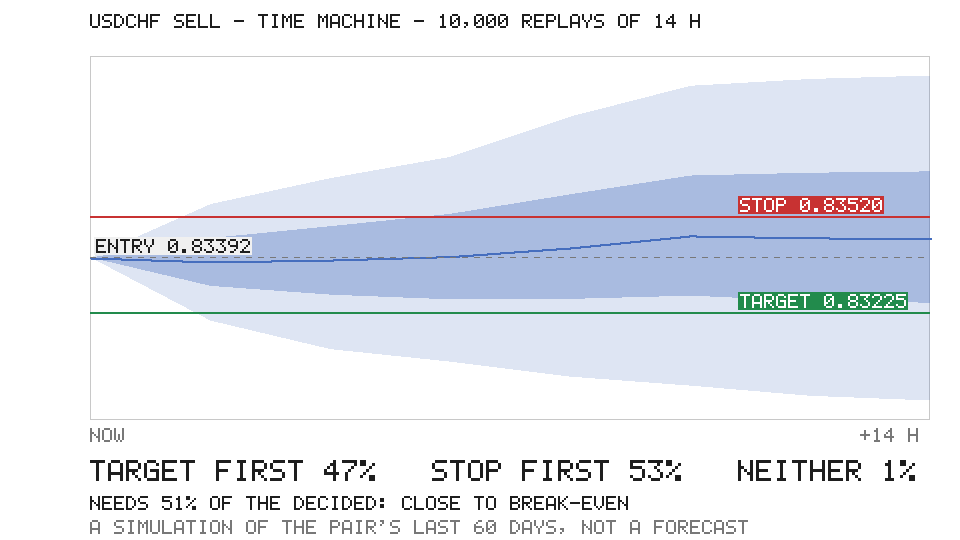 USDCHF SELL - TIME MACHINE - 10,000 REPLAYS OF 14 H
STOP 0.83520
ENTRY 0.83392
TARGET 0.83225
NOW +14 H
TARGET FIRST 47% STOP FIRST 53% NEITHER 1%
NEEDS 51% OF THE DECIDED: CLOSE TO BREAK-EVEN
A SIMULATION OF THE PAIR'S LAST 60 DAYS, NOT A FORECAST